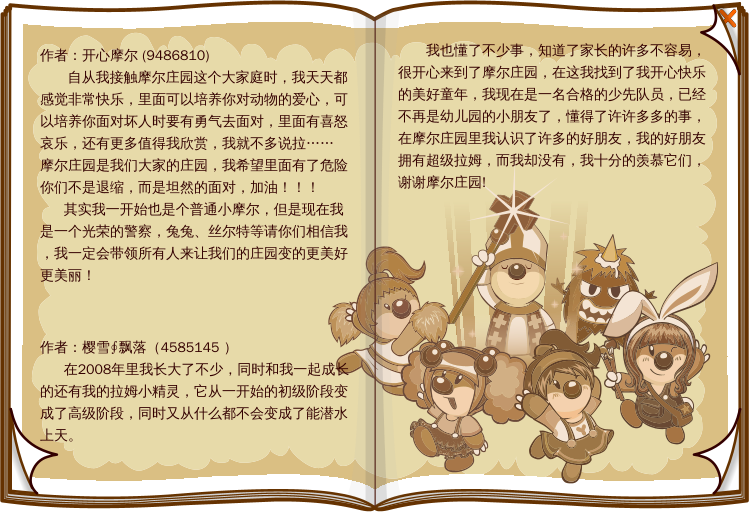 作者：开心摩尔 (9486810)
自从我接触摩尔庄园这个大家庭时，我天天都
感觉非常快乐，里面可以培养你对动物的爱心，可
以培养你面对坏人时要有勇气去面对，里面有喜怒
哀乐，还有更多值得我欣赏，我就不多说拉……
摩尔庄园是我们大家的庄园，我希望里面有了危险
你们不是退缩，而是坦然的面对，加油！！！
其实我一开始也是个普通小摩尔，但是现在我
是一个光荣的警察，兔兔、丝尔特等请你们相信我
，我一定会带领所有人来让我们的庄园变的更美好
更美丽！
作者：樱雪∮飘落（4585145 ）
在2008年里我长大了不少，同时和我一起成长
的还有我的拉姆小精灵，它从一开始的初级阶段变
成了高级阶段，同时又从什么都不会变成了能潜水
上天。
我也懂了不少事，知道了家长的许多不容易，
很开心来到了摩尔庄园，在这我找到了我开心快乐
的美好童年，我现在是一名合格的少先队员，已经
不再是幼儿园的小朋友了，懂得了许许多多的事，
在摩尔庄园里我认识了许多的好朋友，我的好朋友
拥有超级拉姆，而我却没有，我十分的羡慕它们，
谢谢摩尔庄园!